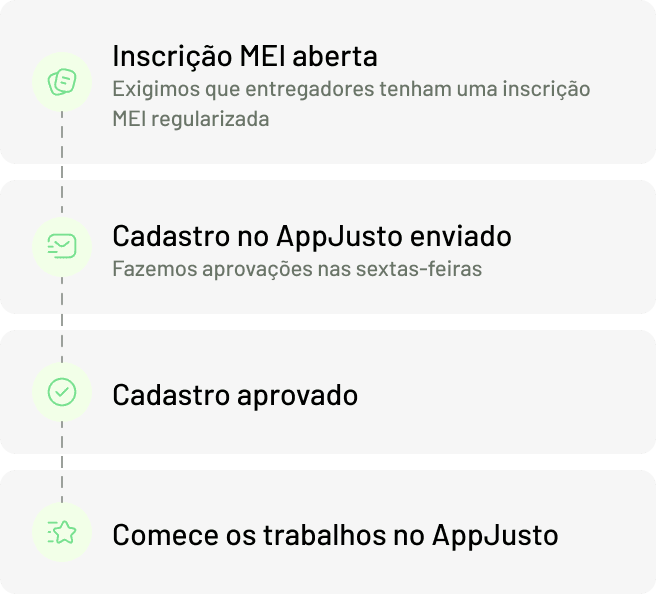 Inscrição MEI aberta
Exigimos que entregadores tenham uma inscrição
MEI regularizada
Cadastro no AppJusto enviado
Fazemos aprovações nas sextas-feiras
Cadastro aprovado
Comece os trabalhos no AppJusto